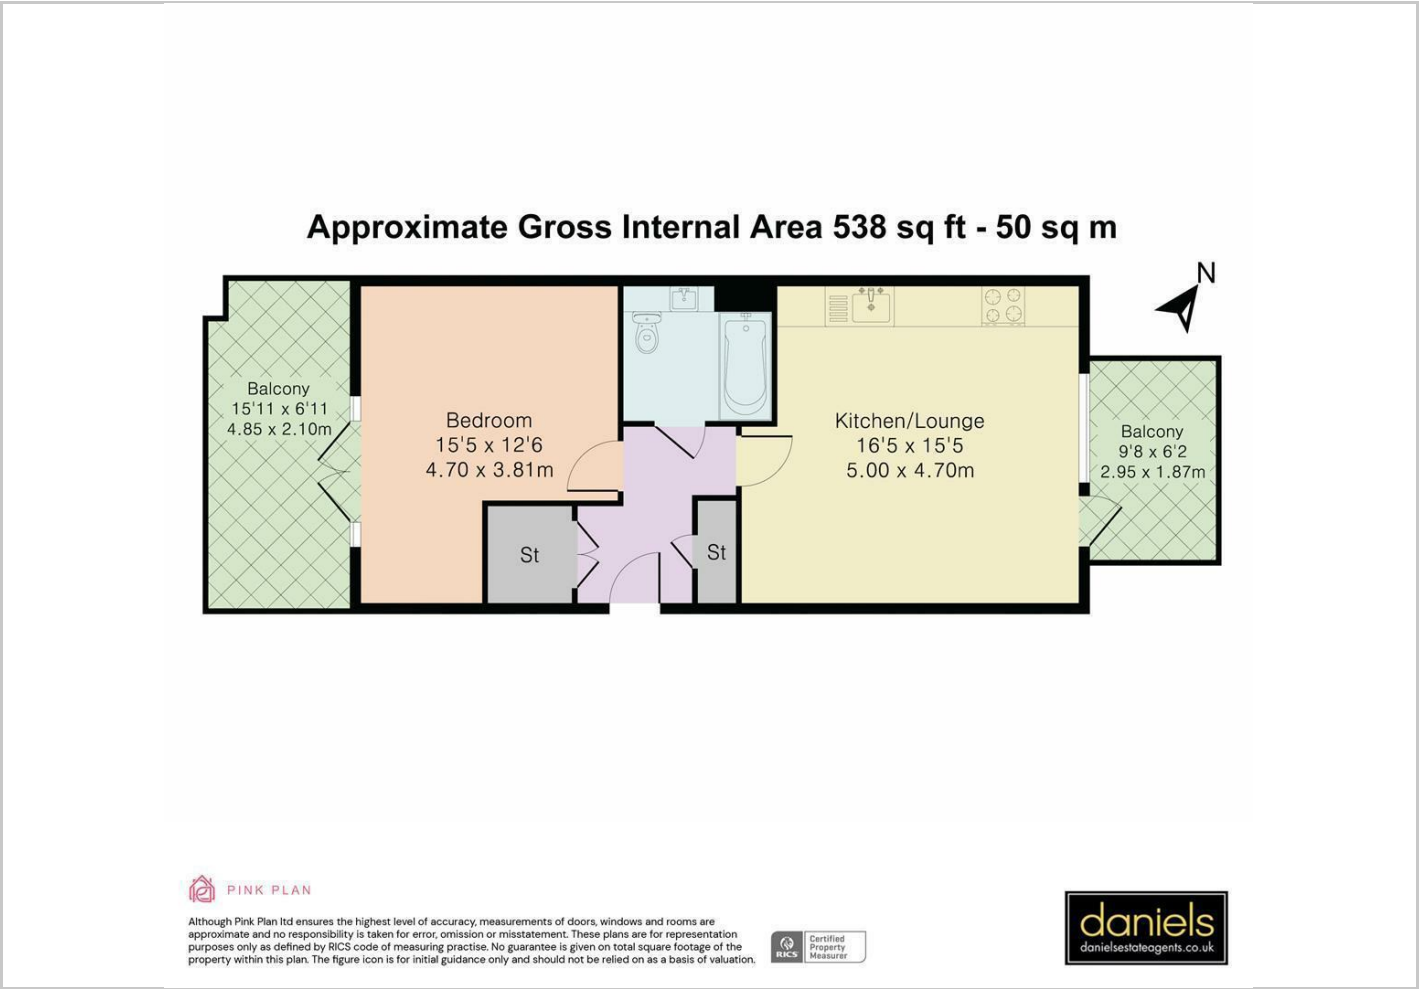 Approximate Gross Internal Area 538 sq ft - 50 sq m
N
Balcony
15'11 x 6'11
4.85 x 2.10m
Bedroom
15'5 x 12'6
4.70 x 3.81m
Kitchen/Lounge
16'5 x 15'5
5.00 x 4.70m
Balcony
9'8 x 6'2
2.95 x 1.87m
St
St
PINK PLAN
Although Pink Plan ltd ensures the highest level of accuracy, measurements of doors, windows and rooms are
approximate and no responsibility is taken for error, omission or misstatement. These plans are for representation
purposes only as defined by RICS code of measuring practise. No guarantee is given on total square footage of the
property within this plan. The figure icon is for initial guidance only and should not be relied on as a basis of valuation.
RICS
Certified
Property
Measurer
daniels
danielsestateagents.co.uk